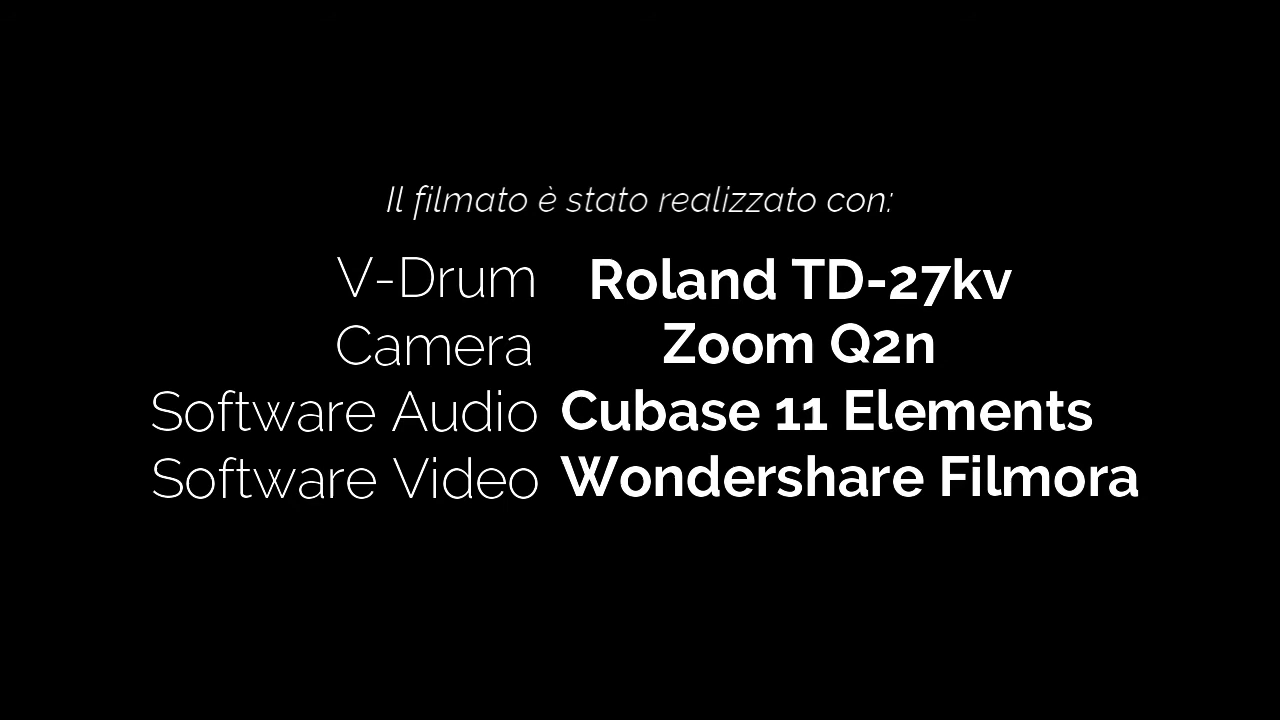 Il filmato è stato realizzato con:
V-Drum Roland TD-27kv
Camera Zoom Q2n
Software Audio Cubase 11 Elements
Software Video Wondershare Filmora